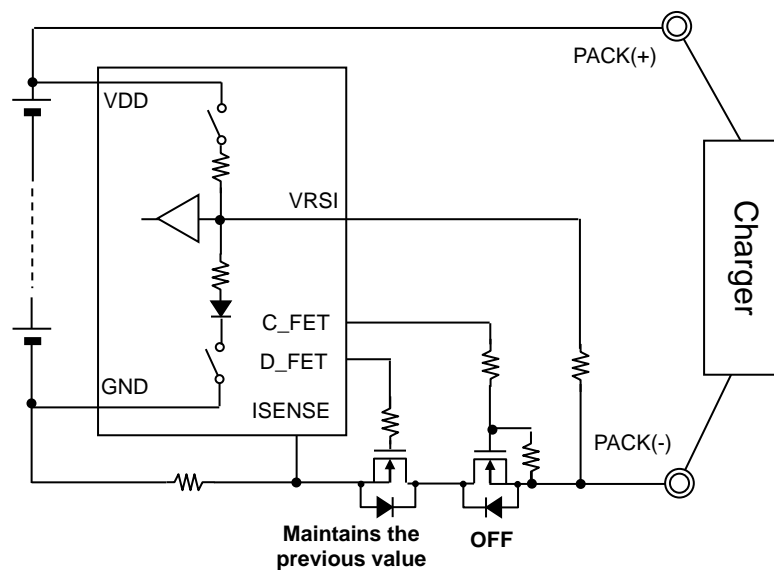 PACK(+)
VDD
VRSI
Charger
C_FET
D_FET
GND
ISENSE
PACK(-)
Maintains the
previous value
OFF